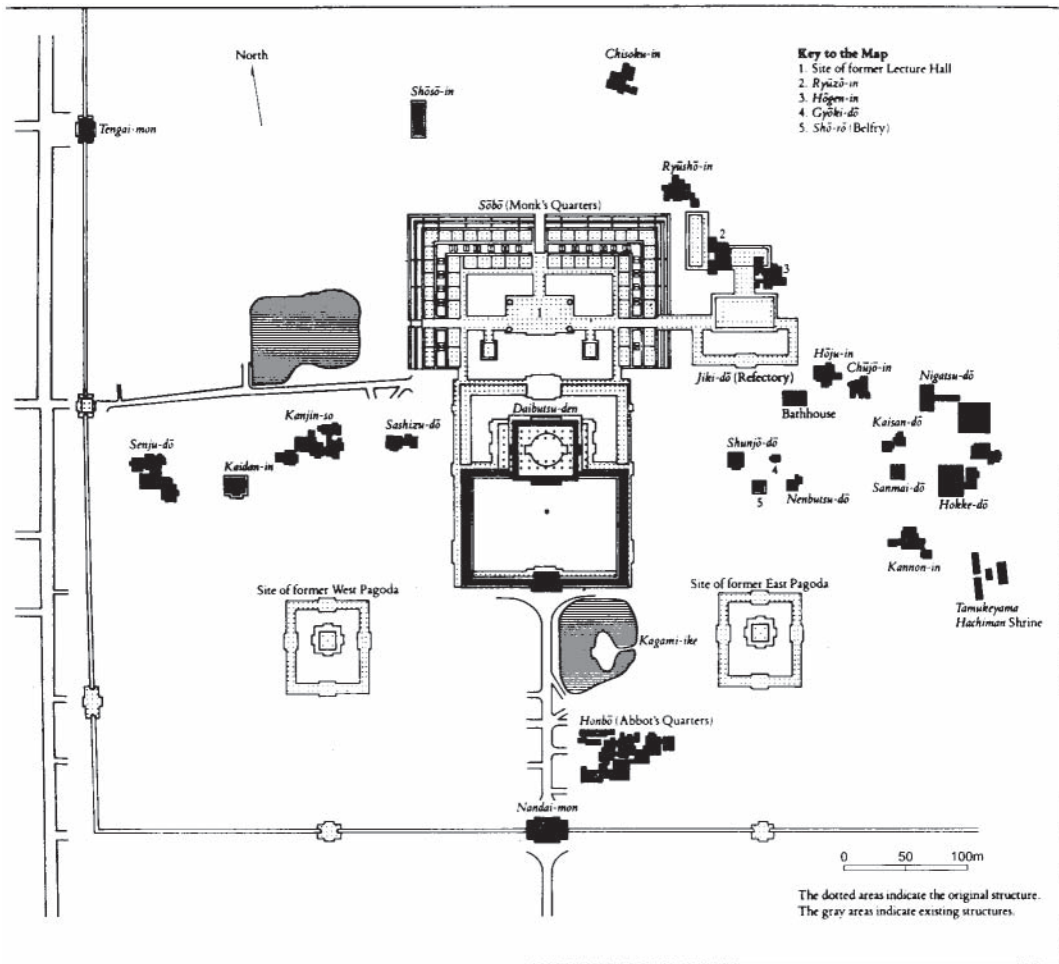 North
Chisoku-in
Key to the Map
1. Site of former Lecture Hall
2. Ryūzō-in
3. Hōgen-in
4. Gyōki-dō
5. Shō-rō (Belfry)
Shōsō-in
Tengai-mon
Ryūshō-in
Sōbō (Monk's Quarters)
2
3
1
Hōju-in
Chūjō-in
Jiki-dō (Refectory)
Nigatsu-dō
Bathhouse
Daibutsu-den
Kanjin-so
Sashizu-dō
Kaisan-dō
Senju-dō
Kaidan-in
Shunjō-dō
4
Sanmai-dō
5
Nenbutsu-dō
Hokke-dō
Kannon-in
Site of former West Pagoda
Site of former East Pagoda
Tamukeyama
Hachiman Shrine
Kagami-ike
Honbō (Abbot's Quarters)
Nandai-mon
0 50 100m
The dotted areas indicate the original structure.
The gray areas indicate existing structures.